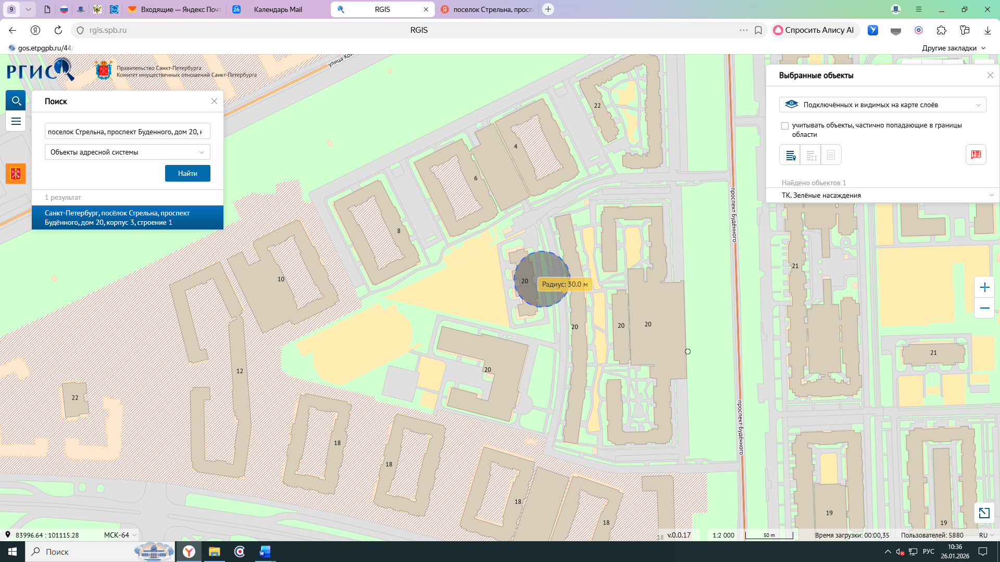 9
Входящие — Яндекс Почт
26
Календарь Mail
RGIS
поселок Стрельна, просп
rgis.spb.ru
RGIS
Спросить Алису AI
gos.etpgpb.ru/44/
Другие закладки
РГИС
Правительство Санкт-Петербурга
Комитет имущественных отношений Санкт-Петербурга
Поиск
поселок Стрельна, проспект Буденного, дом 20, к
Объекты адресной системы
Найти
1 результат
Санкт-Петербург, посёлок Стрельна, проспект
Будённого, дом 20, корпус 3, строение 1
Выбранные объекты
Подключённых и видимых на карте слоёв
учитывать объекты, частично попадающие в границы
области
Найдено объектов 1
ТК. Зелёные насаждения
22
4
6
8
10
12
22
20
Радиус: 30.0 м
20
20
20
20
21
21
18
18
18
18
18
19
19
проспект Будённого
проспект Будённого
83996.64 : 101115.28
МСК-64
v.0.0.17
1:2 000
50 m
Время загрузки: 00:00,35
Пользователей: 5880
RU
Поиск
РУС
10:36
26.01.2026